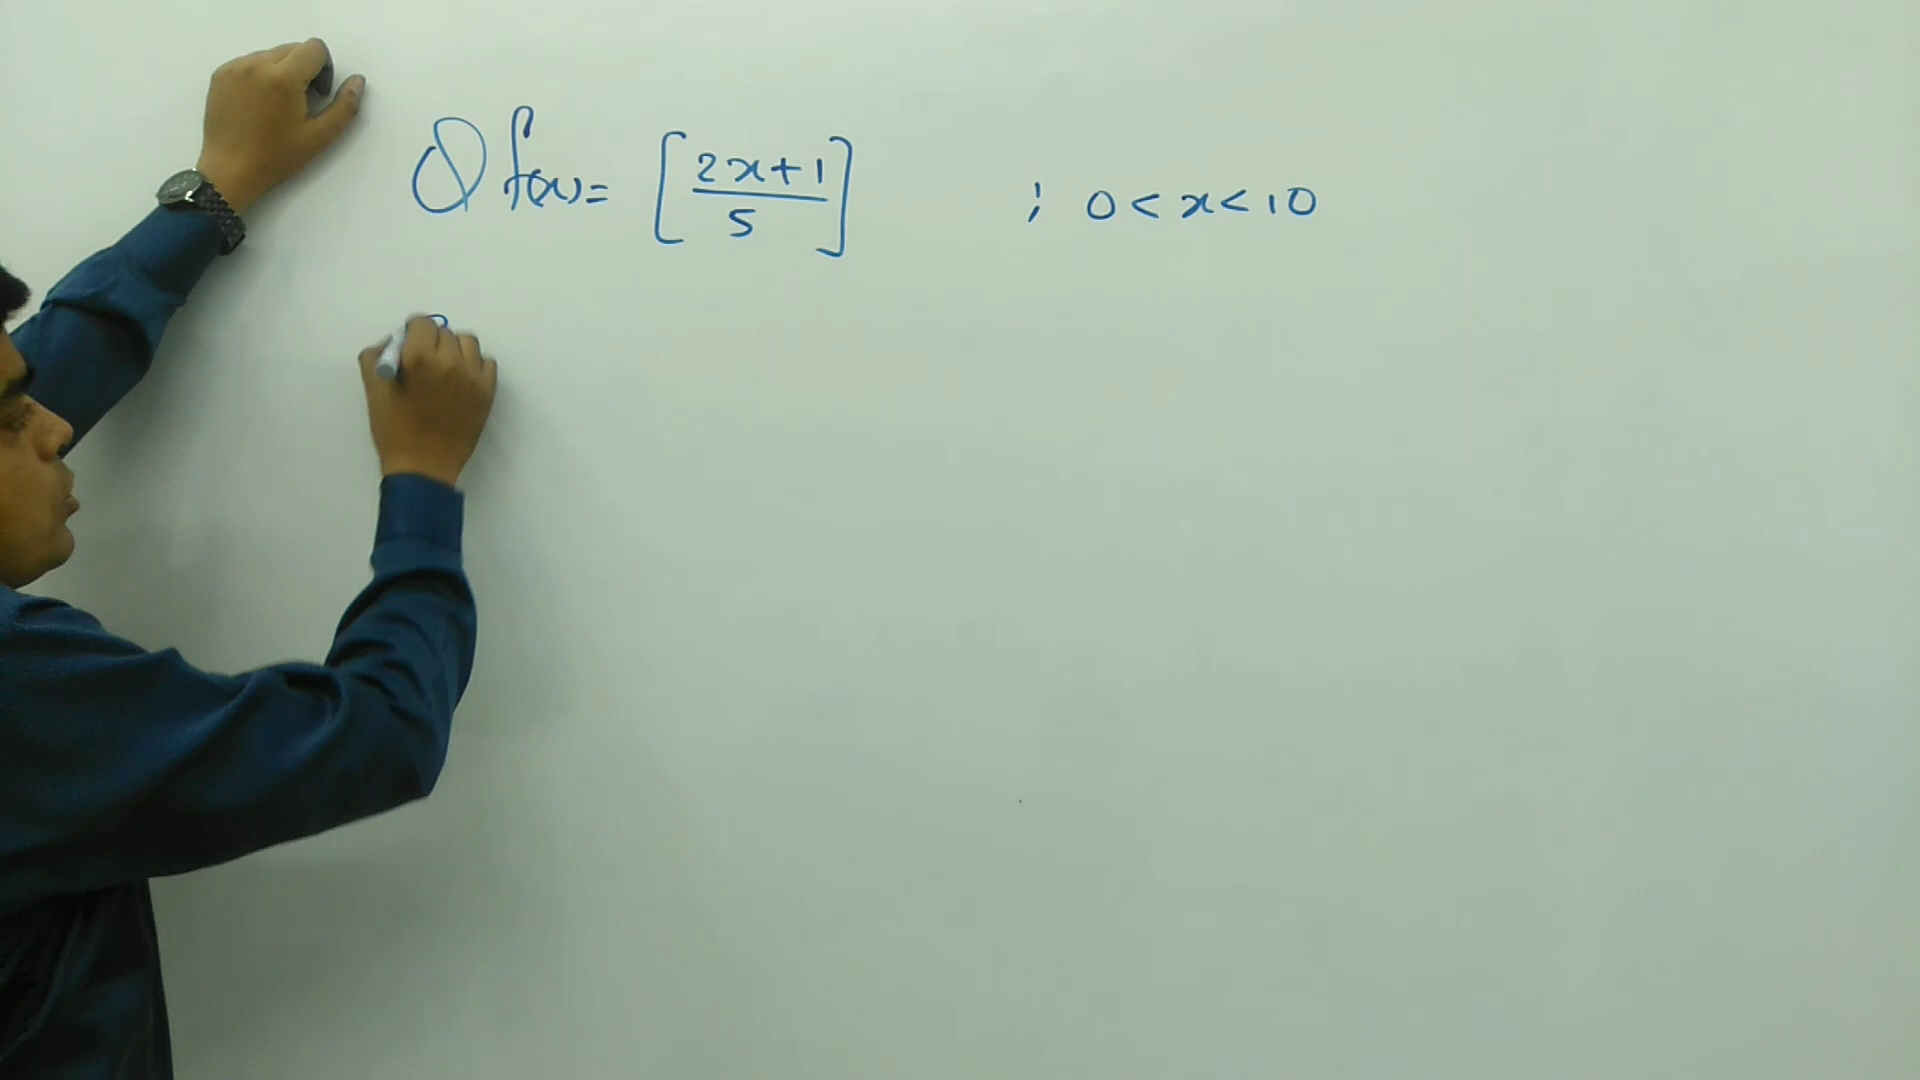 Q f(x) = [2x+1/5] ; 0 < x < 10